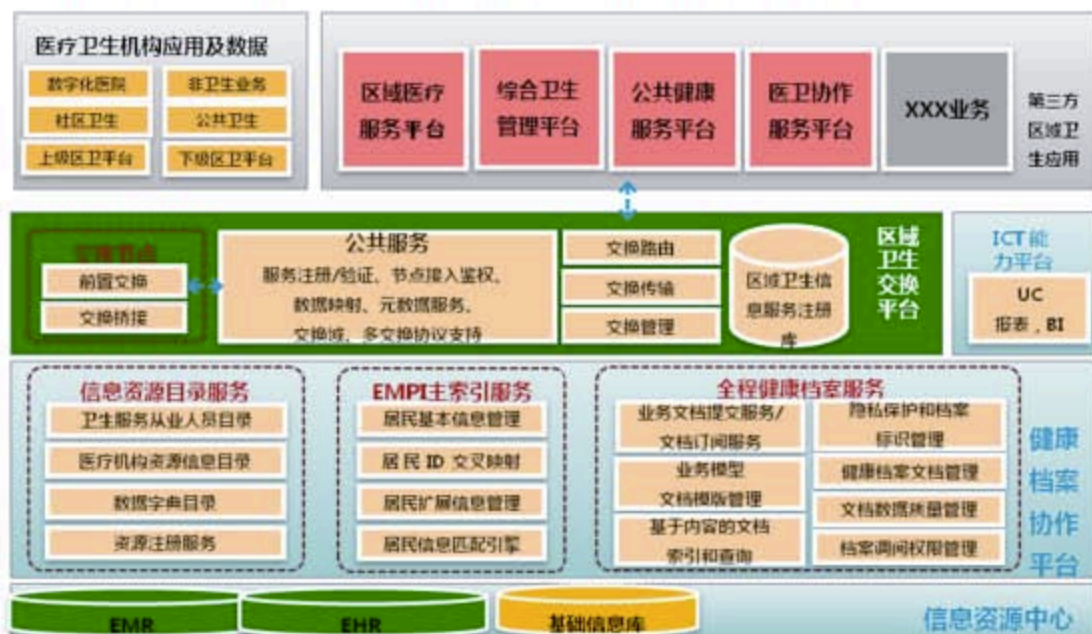 医疗卫生机构应用及数据
数字化医院
非卫生业务
社区卫生
公共卫生
上级区卫平台
下级区卫平台
区域医疗
服务平台
综合卫生
管理平台
公共健康
服务平台
医卫协作
服务平台
XXX业务
第三方
区域卫
生应用
交换节点
前置交换
交换桥接
公共服务
服务注册/验证、节点接入鉴权、
数据映射、元数据服务、
交换域、多交换协议支持
交换路由
交换传输
交换管理
区域卫生信
息服务注册
库
区域
卫生
交换
平台
ICT能
力平台
UC
报表，BI
信息资源目录服务
卫生服务从业人员目录
医疗机构资源信息目录
数据字典目录
资源注册服务
EMPI主索引服务
居民基本信息管理
居民ID交叉映射
居民扩展信息管理
居民信息匹配引擎
全程健康档案服务
业务文档提交服务/
文档订阅服务
业务模型
文档模版管理
基于内容的文档
索引和查询
隐私保护和档案
标识管理
健康档案文档管理
文档数据质量管理
档案调阅权限管理
健康
档案
协作
平台
EMR
EHR
基础信息库
信息资源中心